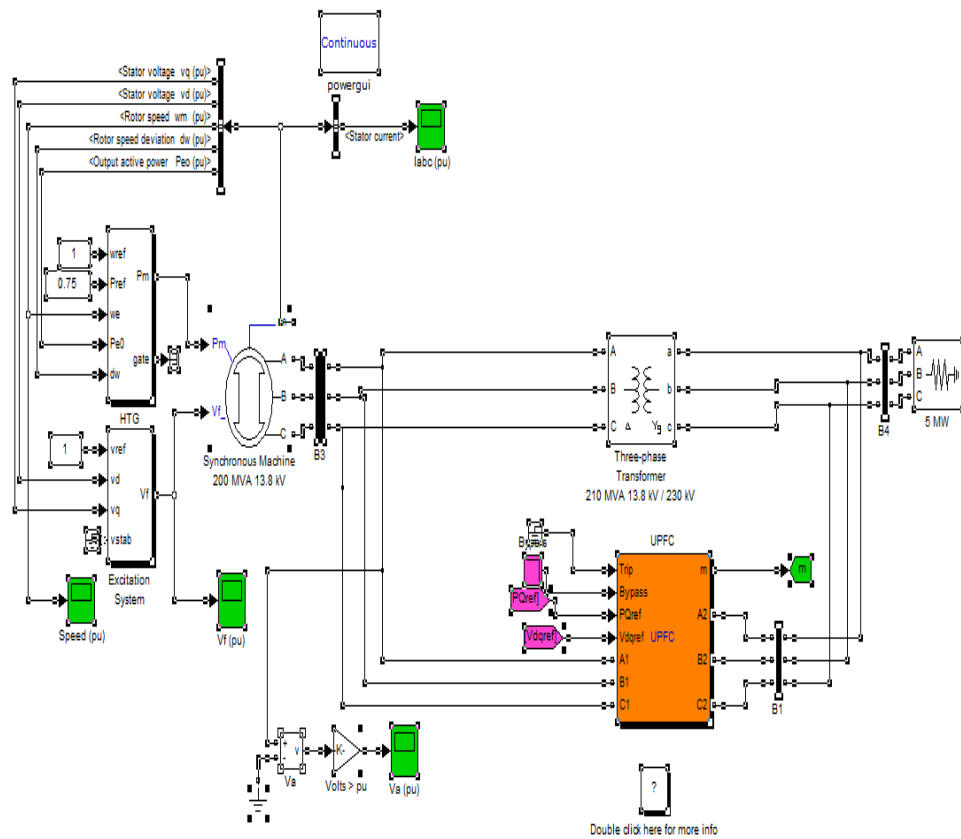 Continuous
powergui
<Stator voltage vq (pu)>
<Stator voltage vd (pu)>
<Rotor speed wm (pu)>
<Rotor speed deviation dw (pu)>
<Output active power Peo (pu)>
<Stator current>
Iabc (pu)
1
wref
Pm
0.75
Pref
we
Pe0
gate
dw
HTG
Pm
Vf_
A
B
C
B3
Synchronous Machine
200 MVA 13.8 kV
1
vref
vd
Vf
vq
vstab
Excitation
System
Speed (pu)
Vf (pu)
A
a
B
b
C
c
Δ
Yg
Three-phase
Transformer
210 MVA 13.8 kV / 230 kV
A
B
C
B4
5 MW
UPFC
Bypass
Trip
m
m
Bypass
PQref]
PQref
A2
Vdqref]
Vdqref
UPFC
A1
B2
B1
C1
C2
B1
+
-
v
Va
K-
Volts > pu
Va (pu)
?
Double click here for more info